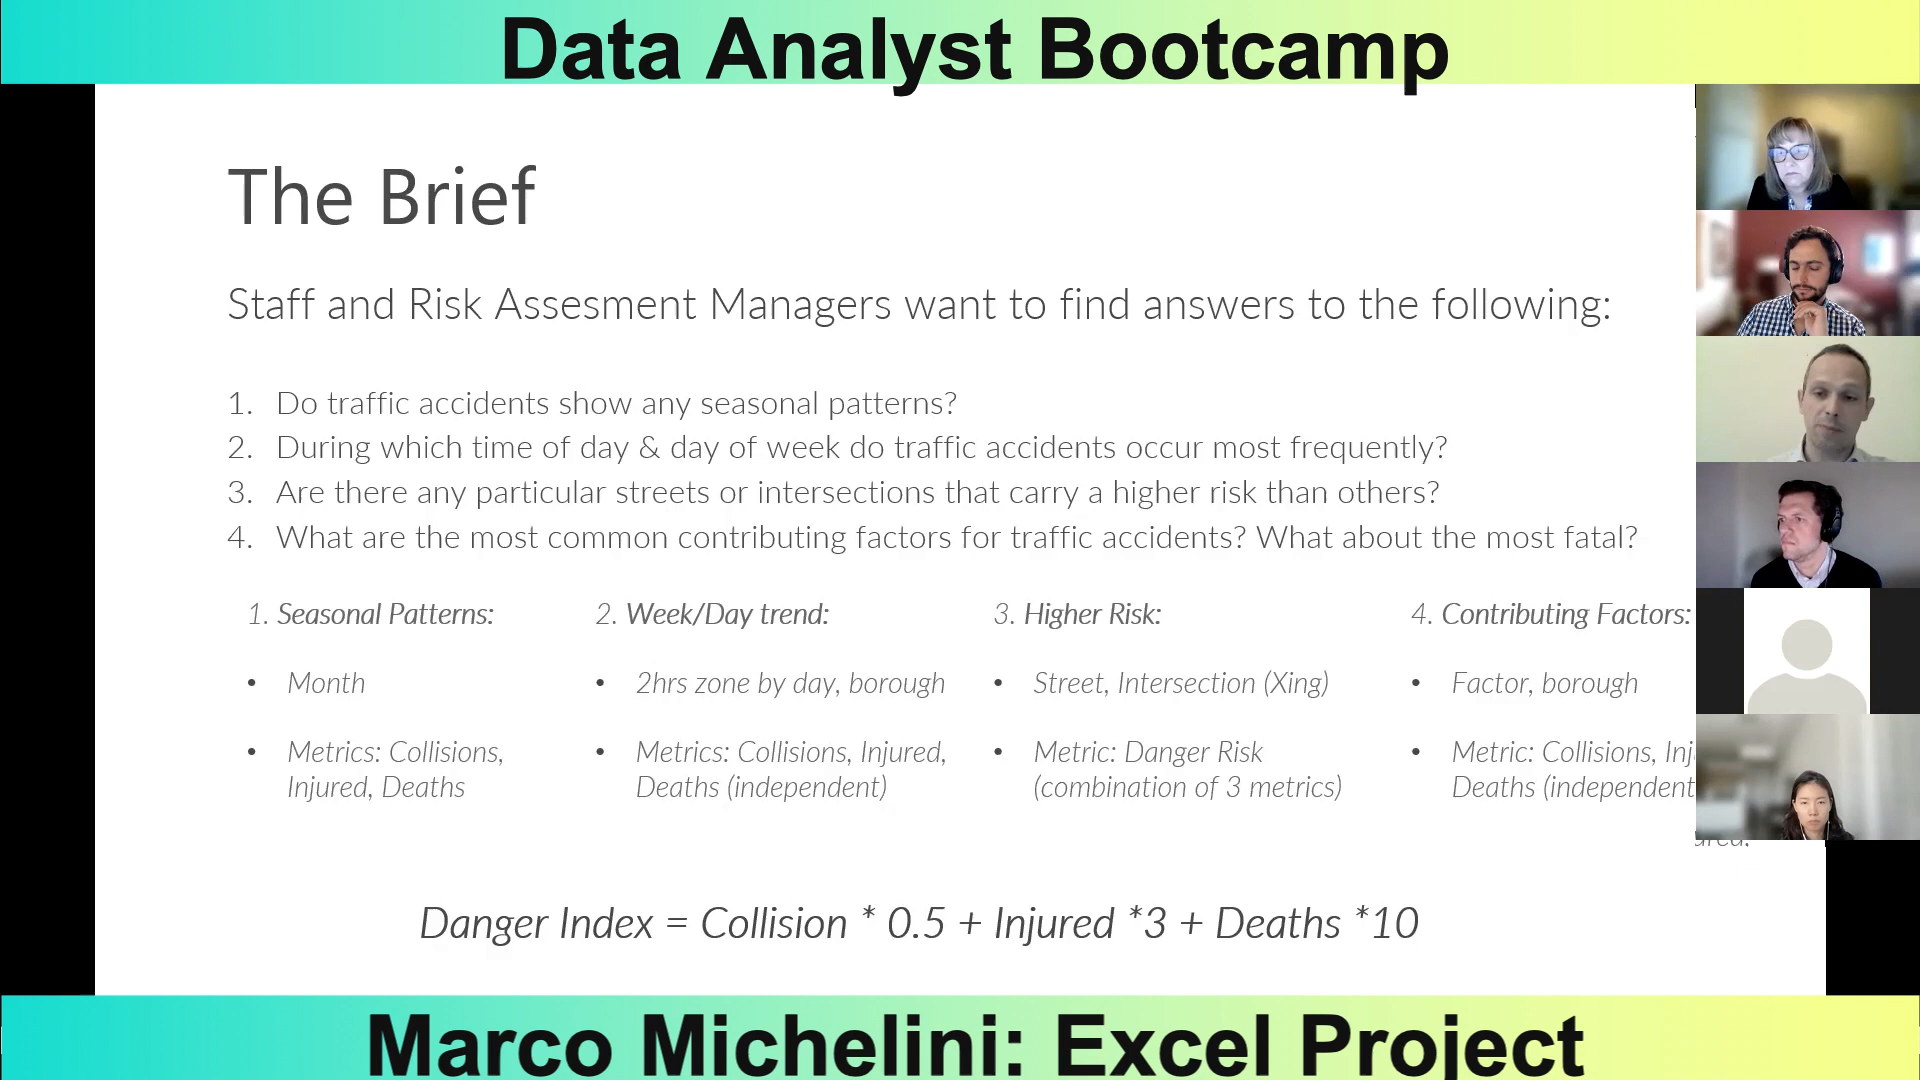 Data Analyst Bootcamp
The Brief
Staff and Risk Assesment Managers want to find answers to the following:
1. Do traffic accidents show any seasonal patterns?
2. During which time of day & day of week do traffic accidents occur most frequently?
3. Are there any particular streets or intersections that carry a higher risk than others?
4. What are the most common contributing factors for traffic accidents? What about the most fatal?
1. Seasonal Patterns:
• Month
• Metrics: Collisions,
Injured, Deaths
2. Week/Day trend:
• 2hrs zone by day, borough
• Metrics: Collisions, Injured,
Deaths (independent)
3. Higher Risk:
• Street, Intersection (Xing)
• Metric: Danger Risk
(combination of 3 metrics)
4. Contributing Factors:
• Factor, borough
• Metric: Collisions, Inj
Deaths (independent
Danger Index = Collision * 0.5 + Injured *3 + Deaths *10
Marco Michelini: Excel Project